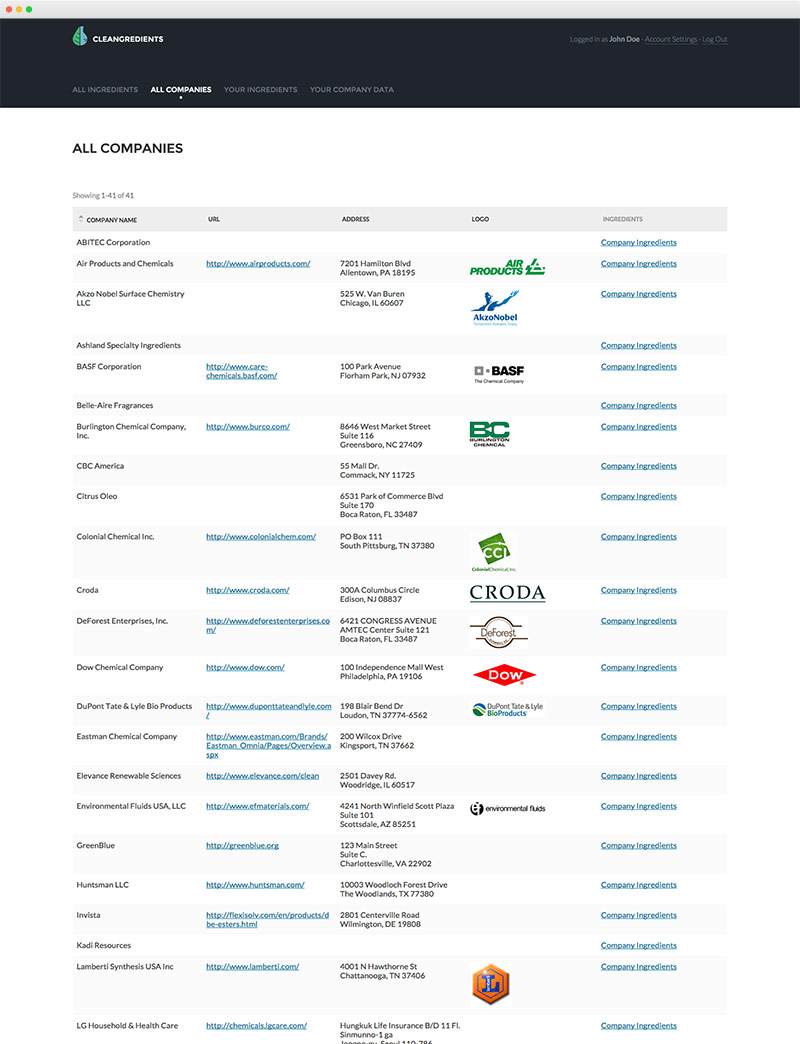 CLEANGREDIENTS
Logged in as John Doe - Account Settings - Log Out
ALL INGREDIENTS ALL COMPANIES YOUR INGREDIENTS YOUR COMPANY DATA
ALL COMPANIES
Showing 1-41 of 41
COMPANY NAME URL ADDRESS LOGO INGREDIENTS
ABITEC Corporation Company Ingredients
Air Products and Chemicals http://www.airproducts.com/ 7201 Hamilton Blvd AIR Company Ingredients
Allentown, PA 18195 PRODUCTS
Akzo Nobel Surface Chemistry 525 W. Van Buren Company Ingredients
LLC Chicago, IL 60607
AkzoNobel
Tomorrow's Answers Today
Ashland Specialty Ingredients Company Ingredients
BASF Corporation http://www.care- 100 Park Avenue BASF Company Ingredients
chemicals.basf.com/ Florham Park, NJ 07932
The Chemical Company
Belle-Aire Fragrances Company Ingredients
Burlington Chemical Company, http://www.burco.com/ 8646 West Market Street BC Company Ingredients
Inc. Suite 116 BURLINGTON
Greensboro, NC 27409 CHEMICAL
CBC America 55 Mall Dr. Company Ingredients
Commack, NY 11725
Citrus Oleo 6531 Park of Commerce Blvd Company Ingredients
Suite 170
Boca Raton, FL 33487
Colonial Chemical Inc. http://www.colonialchem.com/ PO Box 111 Company Ingredients
South Pittsburg, TN 37380 CCI
ColonialChemical,Inc.
Croda http://www.croda.com/ 300A Columbus Circle CRODA Company Ingredients
Edison, NJ 08837
DeForest Enterprises, Inc. http://www.deforestenterprises.co 6421 CONGRESS AVENUE Company Ingredients
m/ AMTEC Center Suite 121 DeForest
Boca Raton, FL 33487
Dow Chemical Company http://www.dow.com/ 100 Independence Mall West DOW Company Ingredients
Philadelphia, PA 19106
DuPont Tate & Lyle Bio Products http://www.duponttateandlyle.com 198 Blair Bend Dr DuPont Tate & Lyle Company Ingredients
/ Loudon, TN 37774-6562 BioProducts
Eastman Chemical Company http://www.eastman.com/Brands/ 200 Wilcox Drive Company Ingredients
Eastman_Omnia/Pages/Overview.a Kingsport, TN 37662
spx
Elevance Renewable Sciences http://www.elevance.com/clean 2501 Davey Rd. Company Ingredients
Woodridge, IL 60517
Environmental Fluids USA, LLC http://www.efmaterials.com/ 4241 North Winfield Scott Plaza environmental fluids Company Ingredients
Suite 101
Scottsdale, AZ 85251
GreenBlue http://greenblue.org 123 Main Street Company Ingredients
Suite C.
Charlottesville, VA 22902
Huntsman LLC http://www.huntsman.com/ 10003 Woodloch Forest Drive Company Ingredients
The Woodlands, TX 77380
Invista http://flexisolv.com/en/products/d 2801 Centerville Road Company Ingredients
be-esters.html Wilmington, DE 19808
Kadi Resources Company Ingredients
Lamberti Synthesis USA Inc http://www.lamberti.com/ 4001 N Hawthorne St Company Ingredients
Chattanooga, TN 37406
LG Household & Health Care http://chemicals.lgcare.com/ Hungkuk Life Insurance B/D 11 Fl. Company Ingredients
Sinmunno-1 ga
Jongno-gu, Seoul 110-786